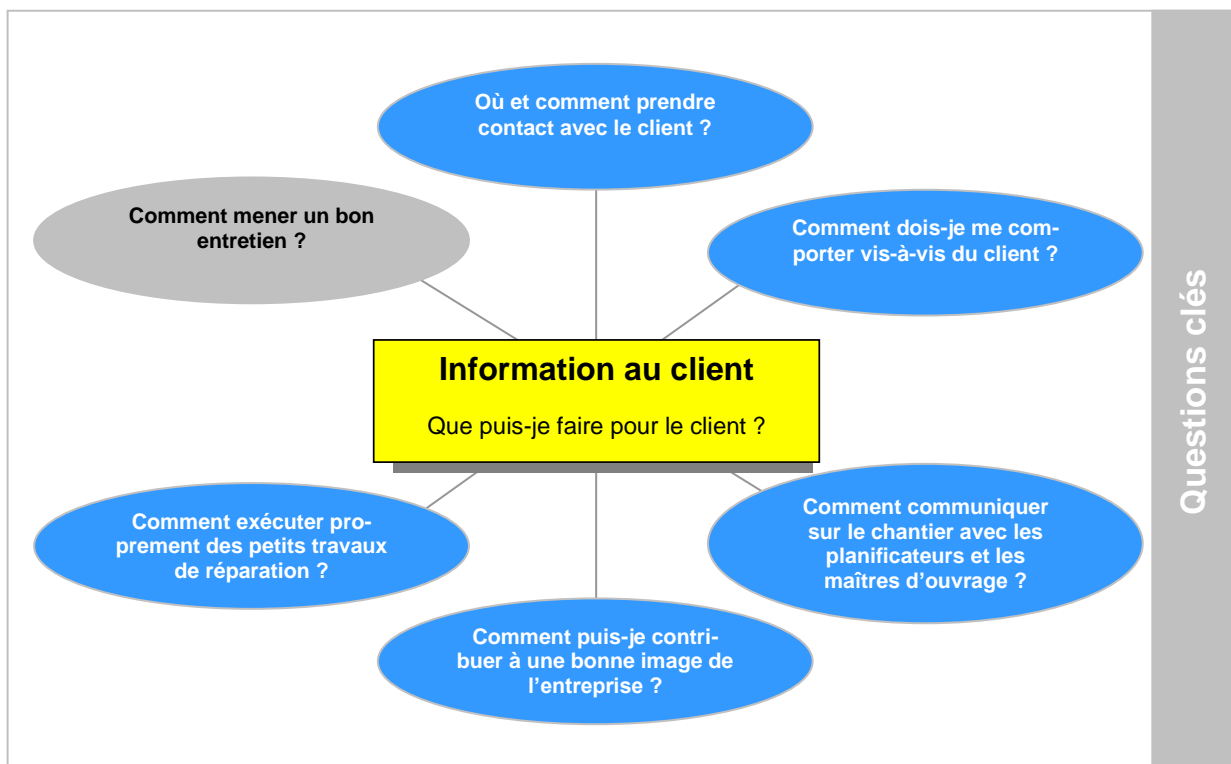 Où et comment prendre
contact avec le client ?
Comment mener un bon
entretien ?
Comment dois-je me com-
porter vis-à-vis du client ?
Information au client
Que puis-je faire pour le client ?
Comment exécuter pro-
prement des petits travaux
de réparation ?
Comment communiquer
sur le chantier avec les
planificateurs et les
maîtres d’ouvrage ?
Comment puis-je contri-
buer à une bonne image de
l’entreprise ?
Questions clés